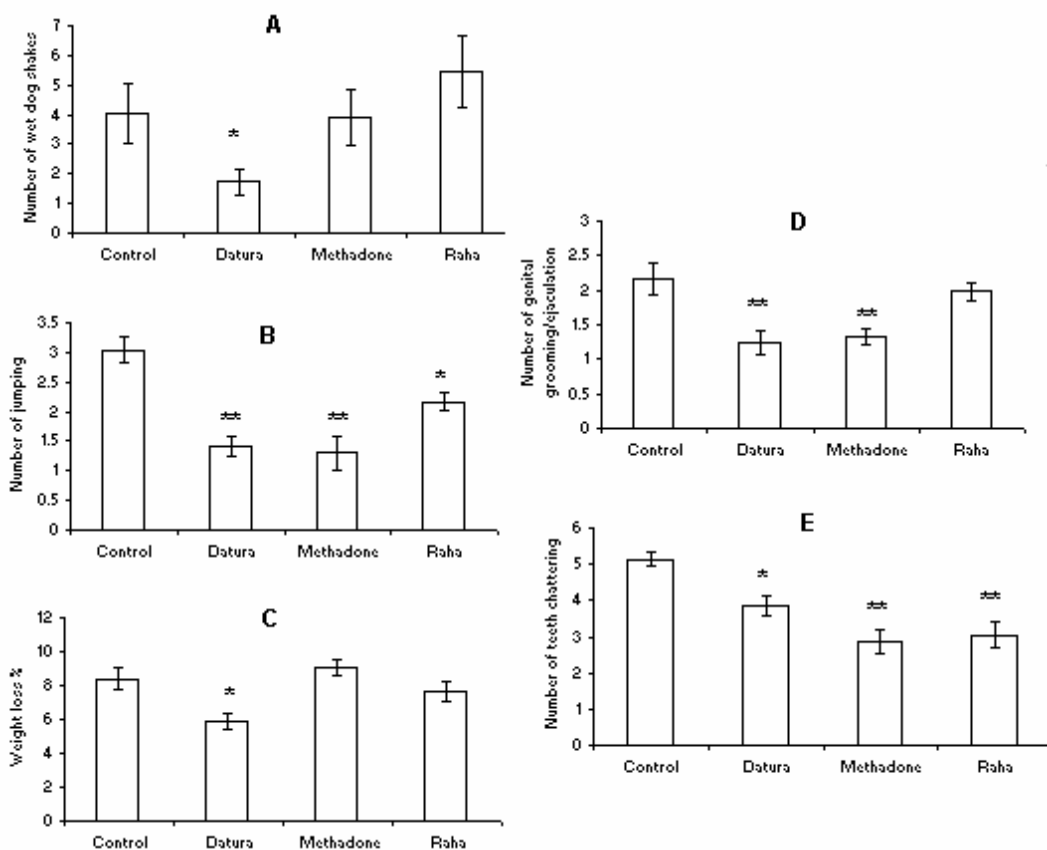 A
Number of wet dog shakes
7
6
5
4
3
2
1
0
*
Control Datura Methadone Raha
B
Number of jumping
3.5
3
2.5
2
1.5
1
0.5
0
** ** *
Control Datura Methadone Raha
C
Weight loss %
12
10
8
6
4
2
0
*
Control Datura Methadone Raha
D
Number of genital
grooming/ejaculation
3
2.5
2
1.5
1
0.5
0
** **
Control Datura Methadone Raha
E
Number of teeth chattering
6
5
4
3
2
1
0
* ** **
Control Datura Methadone Raha